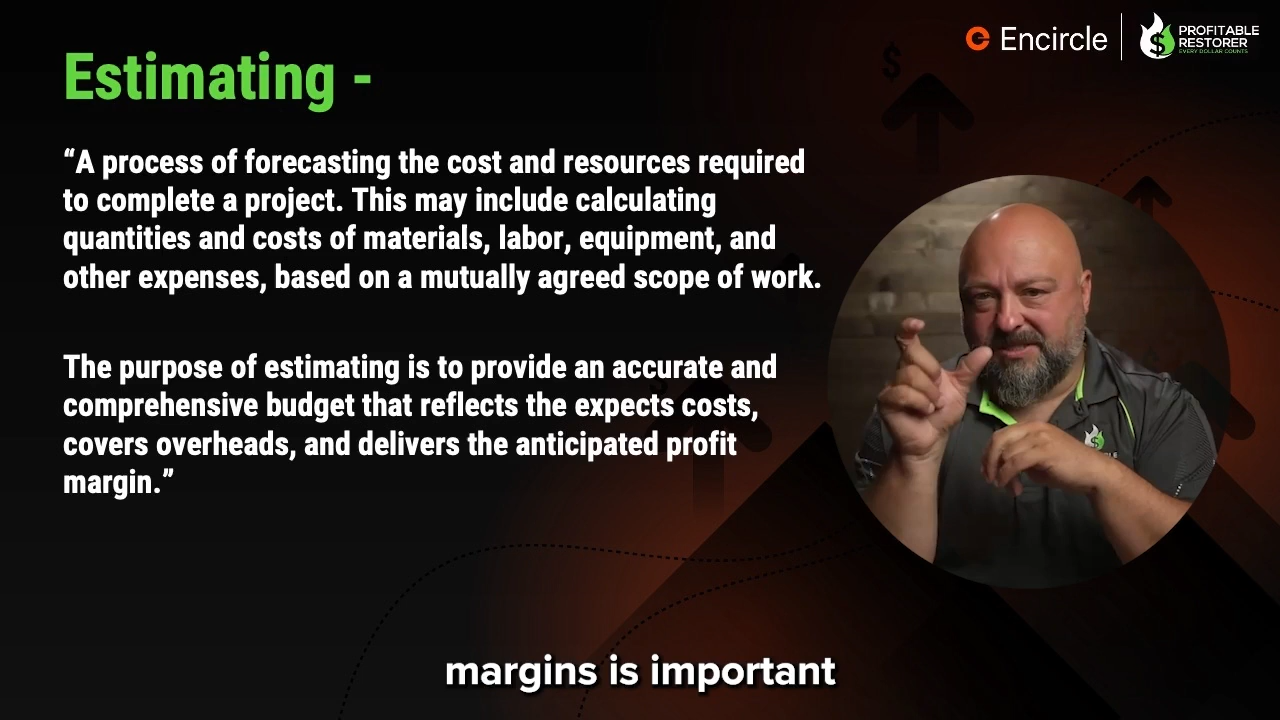 Encircle
PROFITABLE
RESTORER
EVERY DOLLAR COUNTS
Estimating -
“A process of forecasting the cost and resources required
to complete a project. This may include calculating
quantities and costs of materials, labor, equipment, and
other expenses, based on a mutually agreed scope of work.
The purpose of estimating is to provide an accurate and
comprehensive budget that reflects the expects costs,
covers overheads, and delivers the anticipated profit
margin.”
margins is important